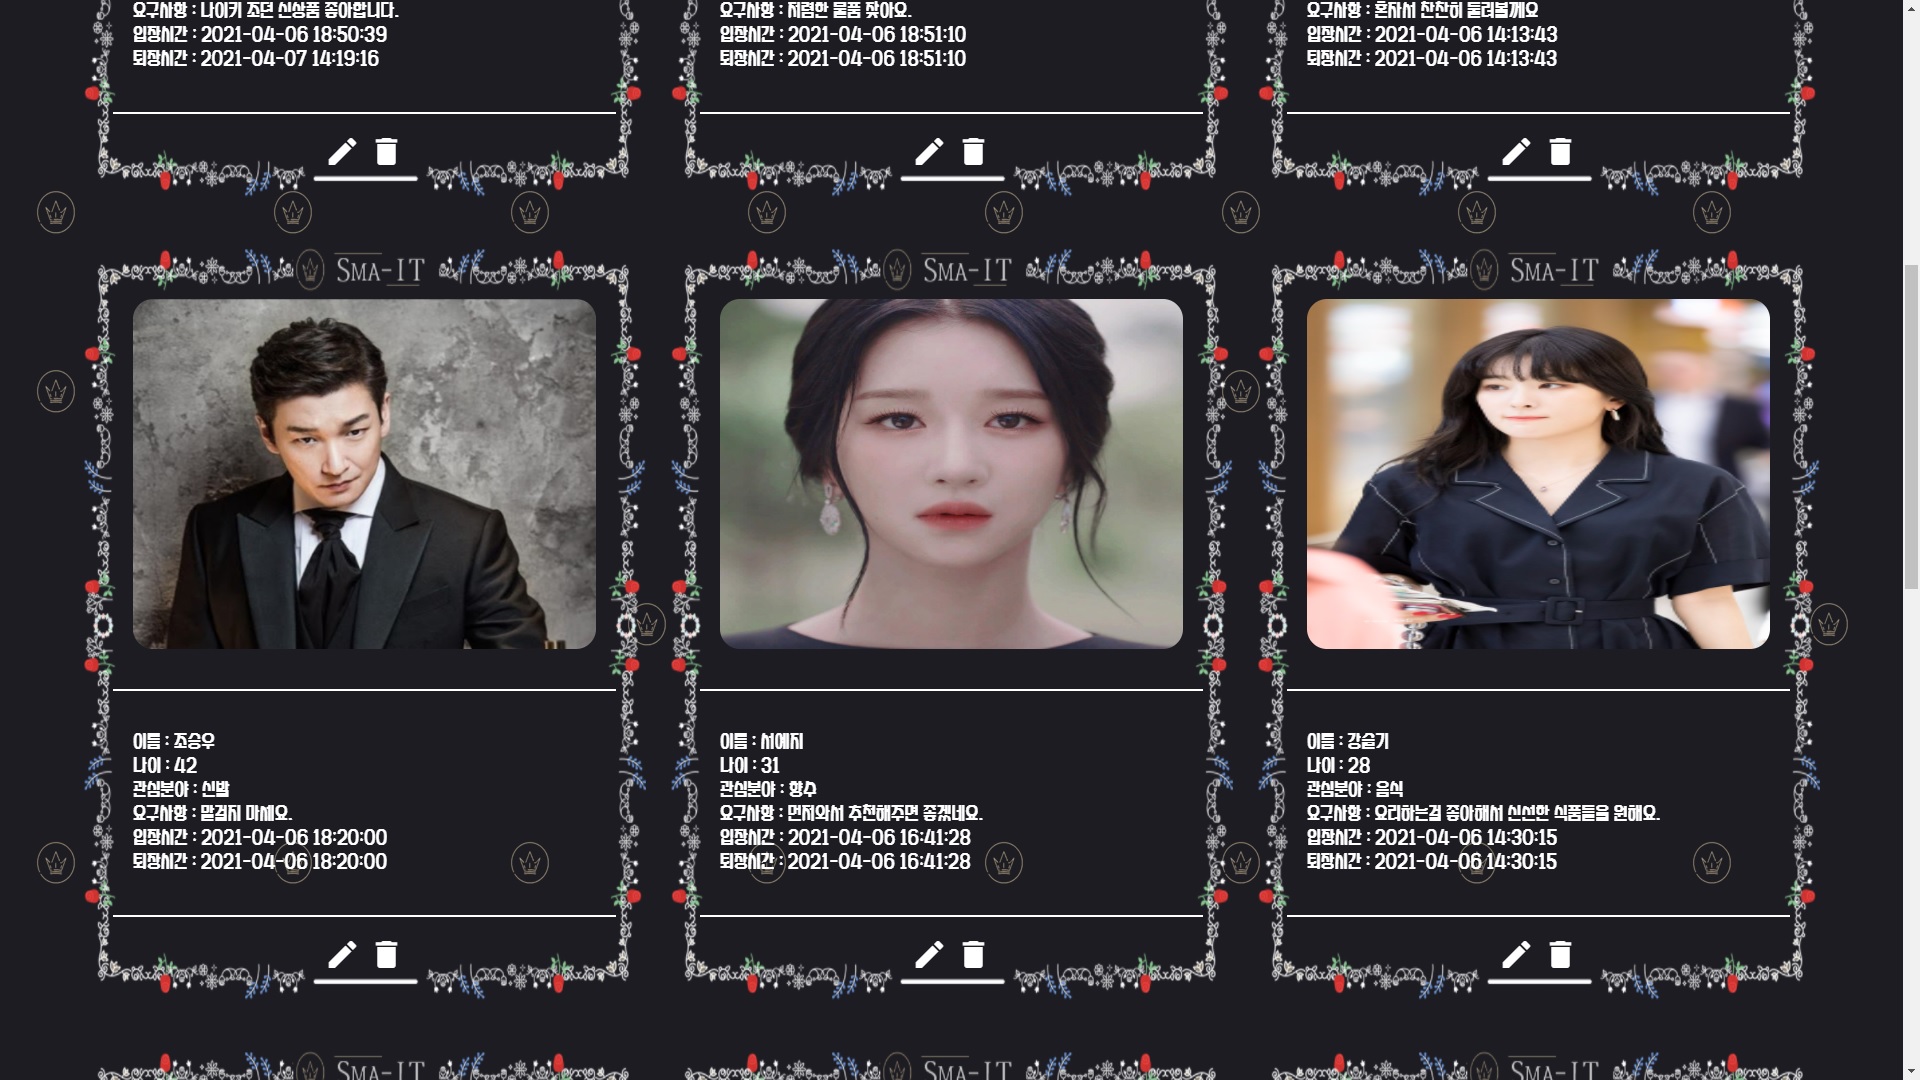 요구사항 : 나이키 조던 신상품 좋아합니다.
입장시간 : 2021-04-06 18:50:39
퇴장시간 : 2021-04-07 14:19:16
요구사항 : 저렴한 물품 찾아요.
입장시간 : 2021-04-06 18:51:10
퇴장시간 : 2021-04-06 18:51:10
요구사항 : 혼자서 찬찬히 둘러볼께요
입장시간 : 2021-04-06 14:13:43
퇴장시간 : 2021-04-06 14:13:43
SMA-IT
SMA-IT
SMA-IT
이름 : 조승우
나이 : 42
관심분야 : 신발
요구사항 : 말걸지 마세요.
입장시간 : 2021-04-06 18:20:00
퇴장시간 : 2021-04-06 18:20:00
이름 : 서예지
나이 : 31
관심분야 : 향수
요구사항 : 먼저와서 추천해주면 좋겠네요.
입장시간 : 2021-04-06 16:41:28
퇴장시간 : 2021-04-06 16:41:28
이름 : 강슬기
나이 : 28
관심분야 : 음식
요구사항 : 요리하는걸 좋아해서 신선한 식품들을 원해요.
입장시간 : 2021-04-06 14:30:15
퇴장시간 : 2021-04-06 14:30:15
SMA-IT
SMA-IT
SMA-IT